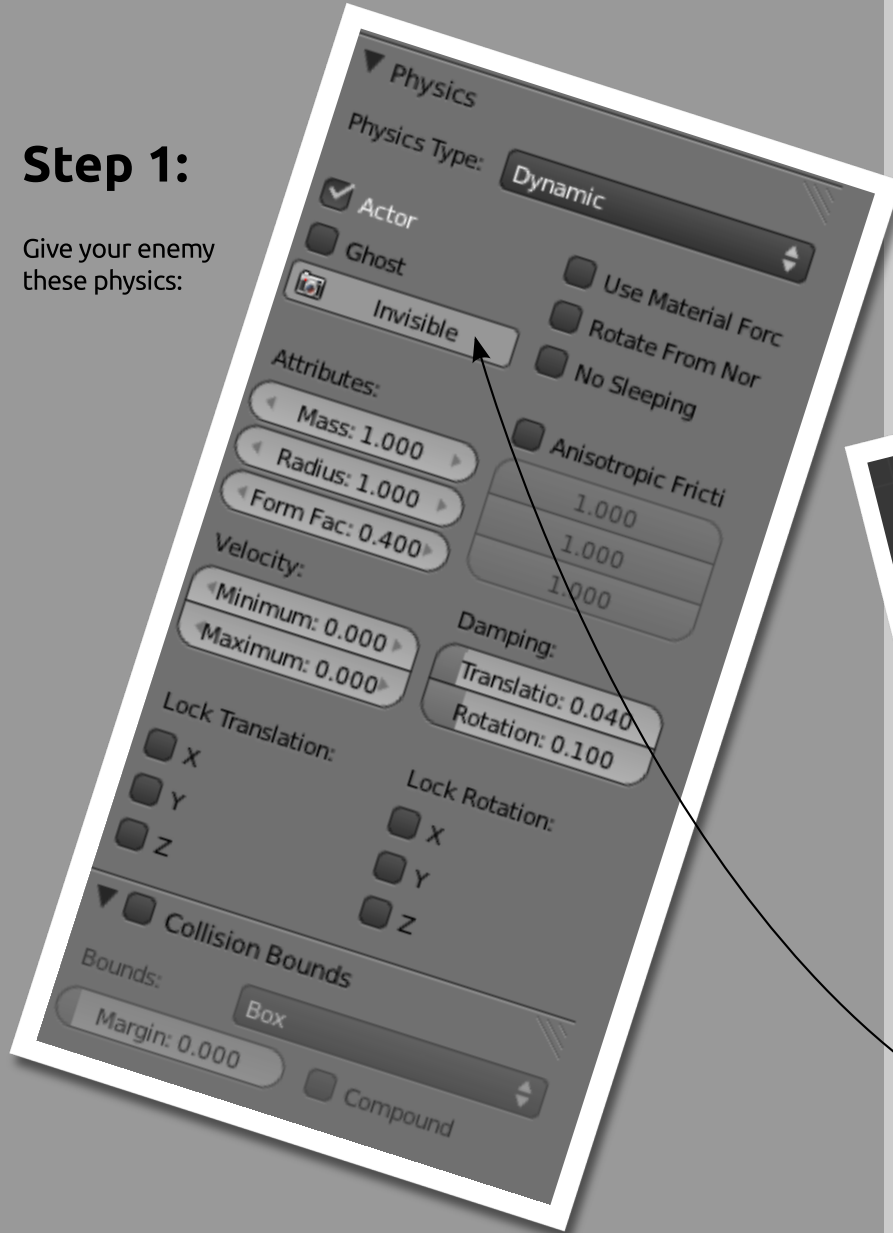 Step 1:
Give your enemy
these physics:
Physics
Physics Type:
Dynamic
Actor
Ghost
Invisible
Use Material Forc
Rotate From Nor
No Sleeping
Attributes:
Mass: 1.000
Radius: 1.000
Form Fac: 0.400
Anisotropic Fricti
1.000
1.000
1.000
Velocity:
Minimum: 0.000
Maximum: 0.000
Damping:
Translatio: 0.040
Rotation: 0.100
Lock Translation:
X
Y
Z
Lock Rotation:
X
Y
Z
Collision Bounds
Bounds:
Box
Margin: 0.000
Compound